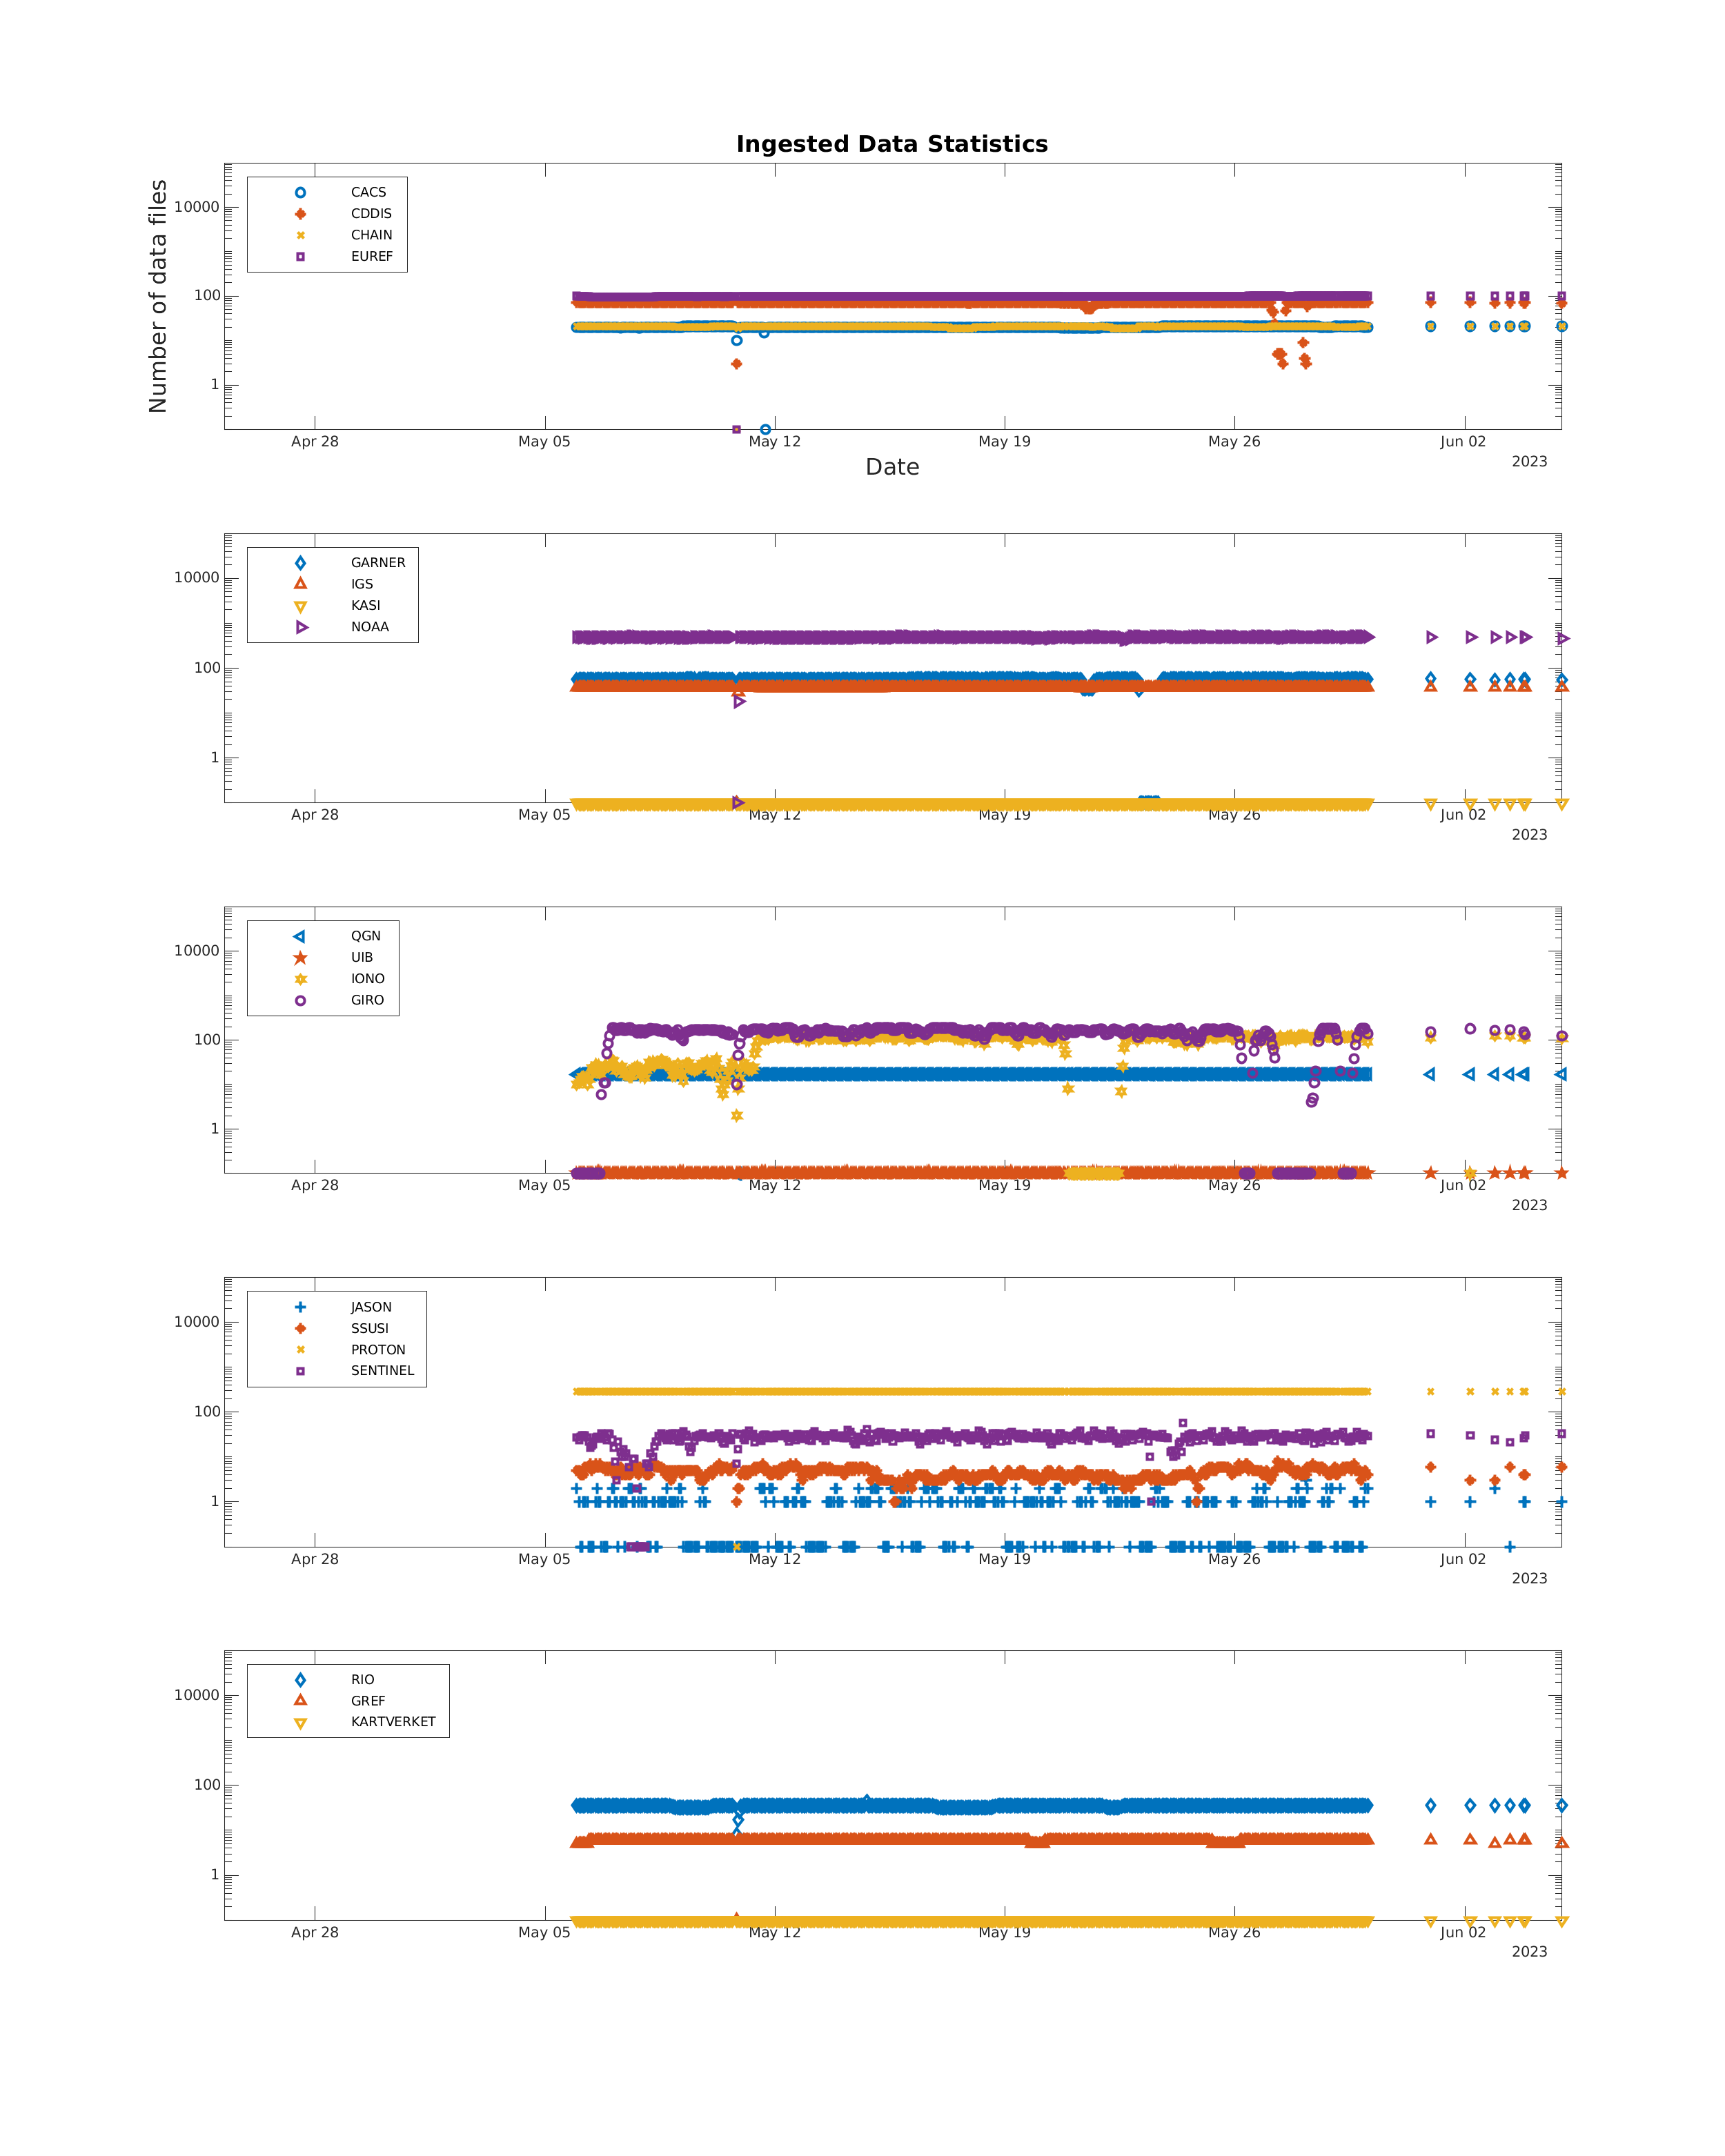 Ingested Data Statistics
Number of data files
CACS
CDDIS
CHAIN
EUREF
10000
100
1
Apr 28 May 05 May 12 May 19 May 26 Jun 02
2023
Date
GARNER
IGS
KASI
NOAA
10000
100
1
Apr 28 May 05 May 12 May 19 May 26 Jun 02
2023
QGN
UIB
IONO
GIRO
10000
100
1
Apr 28 May 05 May 12 May 19 May 26 Jun 02
2023
JASON
SSUSI
PROTON
SENTINEL
10000
100
1
Apr 28 May 05 May 12 May 19 May 26 Jun 02
2023
RIO
GREF
KARTVERKET
10000
100
1
Apr 28 May 05 May 12 May 19 May 26 Jun 02
2023